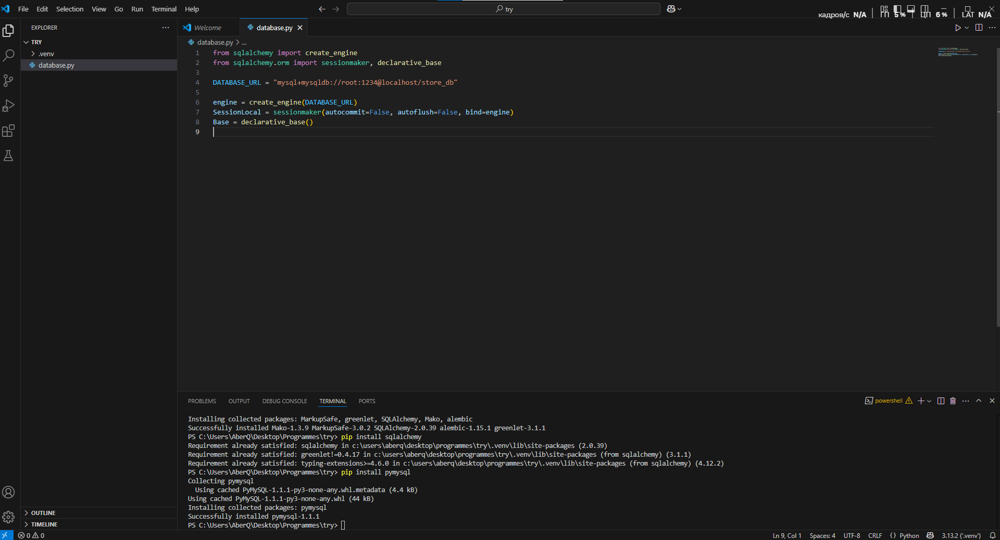 File Edit Selection View Go Run Terminal Help
try
кадров/с N/A ГП 5 % ЦП 6 % LAT N/A
EXPLORER
TRY
.venv
database.py
OUTLINE
TIMELINE
Welcome
database.py
database.py > ...
1 from sqlalchemy import create_engine
2 from sqlalchemy.orm import sessionmaker, declarative_base
3
4 DATABASE_URL = "mysql+mysqldb://root:1234@localhost/store_db"
5
6 engine = create_engine(DATABASE_URL)
7 SessionLocal = sessionmaker(autocommit=False, autoflush=False, bind=engine)
8 Base = declarative_base()
9
PROBLEMS OUTPUT DEBUG CONSOLE TERMINAL PORTS
powershell
Installing collected packages: MarkupSafe, greenlet, SQLAlchemy, Mako, alembic
Successfully installed Mako-1.3.9 MarkupSafe-3.0.2 SQLAlchemy-2.0.39 alembic-1.15.1 greenlet-3.1.1
PS C:\Users\AberQ\Desktop\Programmes\try> pip install sqlalchemy
Requirement already satisfied: sqlalchemy in c:\users\aberq\desktop\programmes\try\.venv\lib\site-packages (2.0.39)
Requirement already satisfied: greenlet!=0.4.17 in c:\users\aberq\desktop\programmes\try\.venv\lib\site-packages (from sqlalchemy) (3.1.1)
Requirement already satisfied: typing-extensions>=4.6.0 in c:\users\aberq\desktop\programmes\try\.venv\lib\site-packages (from sqlalchemy) (4.12.2)
PS C:\Users\AberQ\Desktop\Programmes\try> pip install pymysql
Collecting pymysql
  Using cached PyMySQL-1.1.1-py3-none-any.whl.metadata (4.4 kB)
Using cached PyMySQL-1.1.1-py3-none-any.whl (44 kB)
Installing collected packages: pymysql
Successfully installed pymysql-1.1.1
PS C:\Users\AberQ\Desktop\Programmes\try>
0 0
Ln 9, Col 1 Spaces: 4 UTF-8 CRLF {} Python 3.13.2 ('.venv')